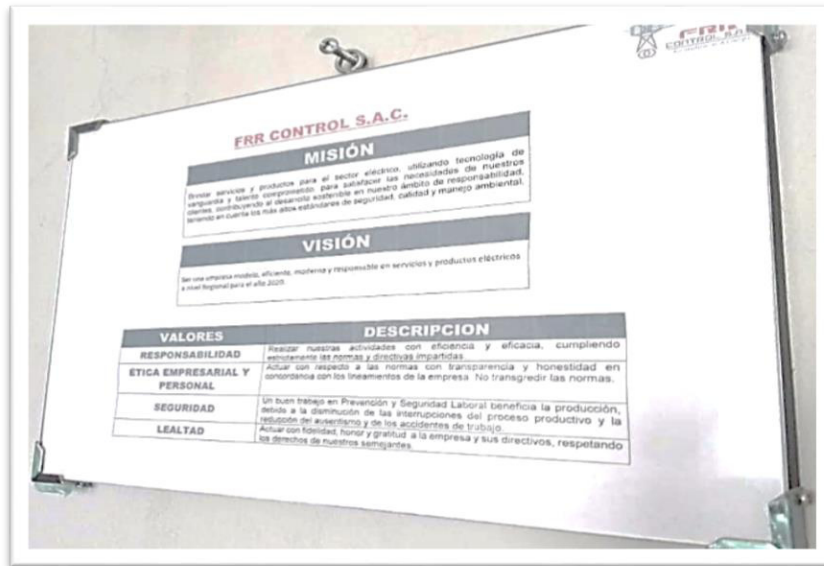 FRR
CONTROL S.A.C.
FRR CONTROL S.A.C.
MISIÓN
Brindar servicios y productos para el sector eléctrico, utilizando tecnología de
vanguardia y talento comprometido, para satisfacer las necesidades de nuestros
clientes, contribuyendo al desarrollo sostenible en nuestro ámbito de responsabilidad,
teniendo en cuenta los más altos estándares de seguridad, calidad y manejo ambiental.
VISIÓN
Ser una empresa modelo, eficiente, moderna y responsable en servicios y productos eléctricos
a nivel Regional para el año 2020.
VALORES DESCRIPCION
RESPONSABILIDAD Realizar nuestras actividades con eficiencia y eficacia, cumpliendo
estrictamente las normas y directivas impartidas.
ÉTICA EMPRESARIAL Y Actuar con respecto a las normas con transparencia y honestidad en
PERSONAL concordancia con los lineamientos de la empresa. No transgredir las normas.
SEGURIDAD Un buen trabajo en Prevención y Seguridad Laboral beneficia la producción,
debido a la disminución de las interrupciones del proceso productivo y la
reducción del ausentismo y de los accidentes de trabajo.
LEALTAD Actuar con fidelidad, honor y gratitud a la empresa y sus directivos, respetando
los derechos de nuestros semejantes.